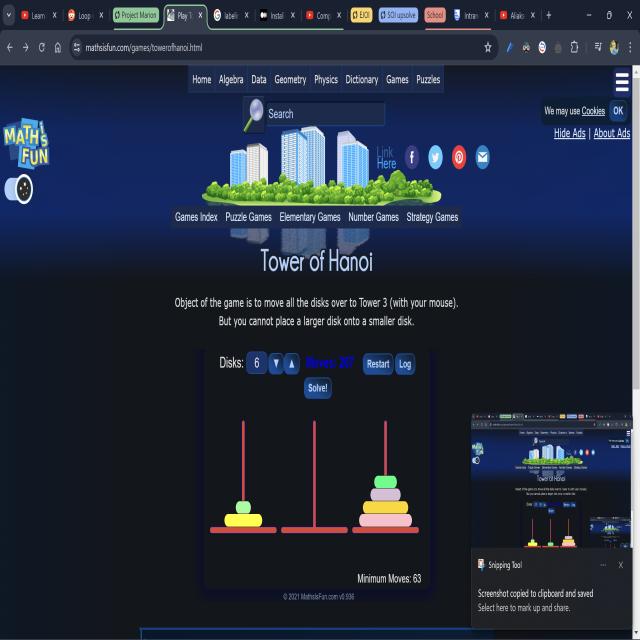 Learn
Loop
Project Marion
Play T
labelin
Instal
Comp
EJOI
SOI upsolve
School
Intran
Aliaks
mathsisfun.com/games/towerofhanoi.html
Home Algebra Data Geometry Physics Dictionary Games Puzzles
Search
We may use Cookies OK
Hide Ads | About Ads
MATH'S FUN
Link Here
Games Index Puzzle Games Elementary Games Number Games Strategy Games
Tower of Hanoi
Object of the game is to move all the disks over to Tower 3 (with your mouse).
But you cannot place a larger disk onto a smaller disk.
Disks: 6 ▼ ▲ Moves: 267 Restart Log
Solve!
Minimum Moves: 63
© 2021 MathsIsFun.com v0.936
Snipping Tool
Screenshot copied to clipboard and saved
Select here to mark up and share.